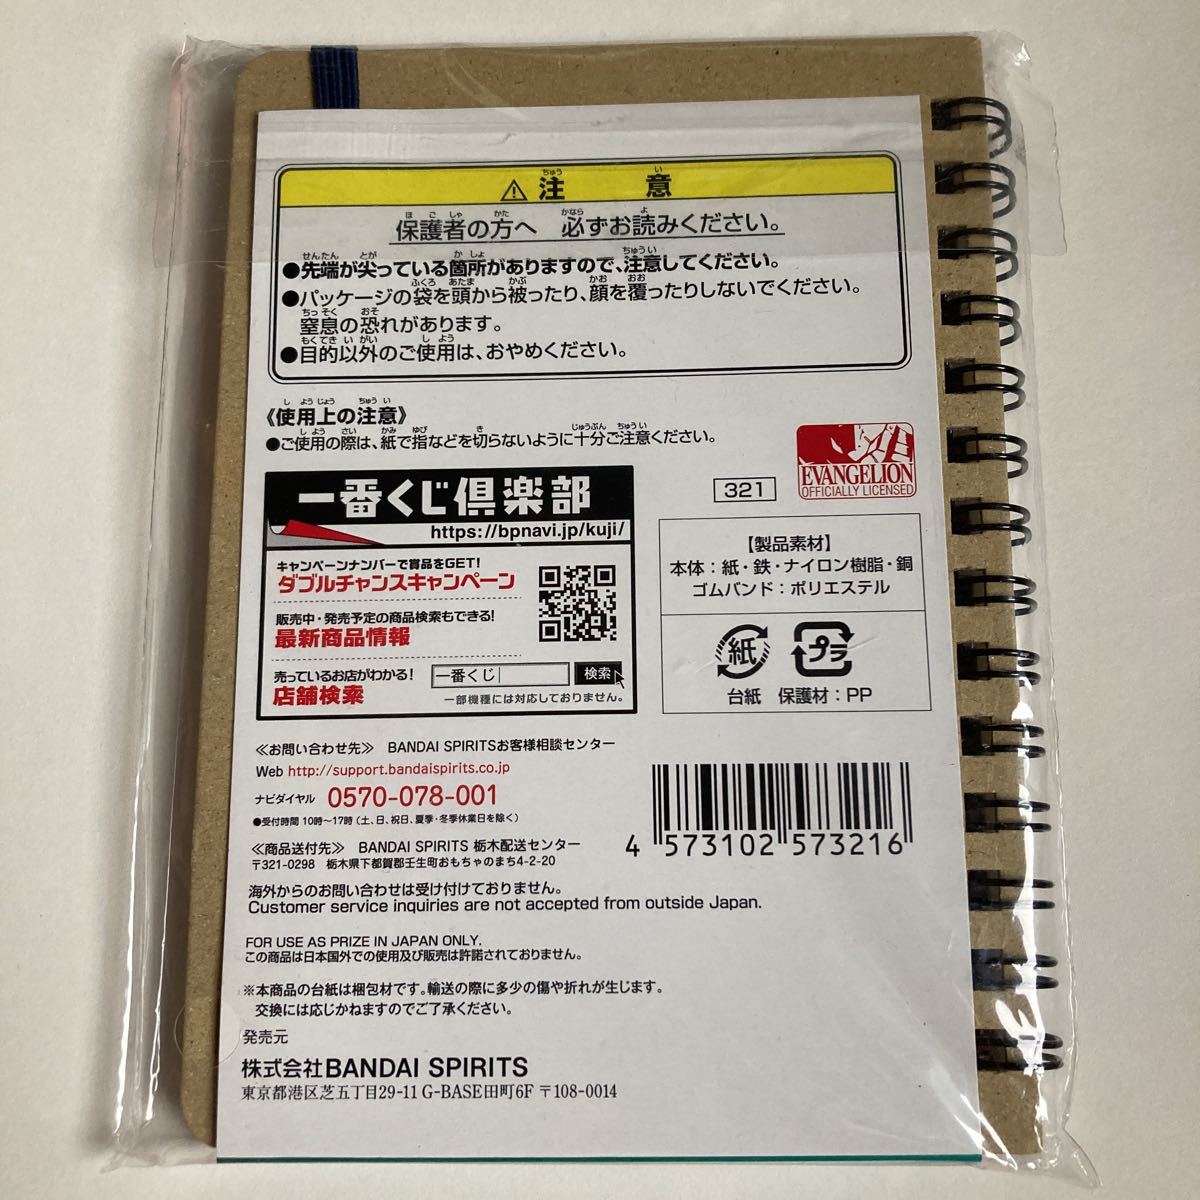 ⚠注意
保護者の方へ 必ずお読みください。
●先端が尖っている箇所がありますので、注意してください。
●パッケージの袋を頭から被ったり、顔を覆ったりしないでください。
窒息の恐れがあります。
●目的以外のご使用は、おやめください。
《使用上の注意》
●ご使用の際は、紙で指などを切らないように十分ご注意ください。
一番くじ倶楽部
https://bpnavi.jp/kuji/
キャンペーンナンバーで賞品をGET!
ダブルチャンスキャンペーン
販売中・発売予定の商品検索もできる!
最新商品情報
売っているお店がわかる!
店舗検索
一番くじ 検索
一部機種には対応しておりません。
321
EVANGELION
OFFICIALLY LICENSED
【製品素材】
本体:紙・鉄・ナイロン樹脂・銅
ゴムバンド:ポリエステル
紙 プラ
台紙 保護材:PP
≪お問い合わせ先≫ BANDAI SPIRITSお客様相談センター
Web http://support.bandaispirits.co.jp
ナビダイヤル 0570-078-001
●受付時間 10時〜17時(土、日、祝日、夏季・冬季休業日を除く)
≪商品送付先≫ BANDAI SPIRITS 栃木配送センター
〒321-0298 栃木県下都賀郡壬生町おもちゃのまち4-2-20
4 573102 573216
海外からのお問い合わせは受け付けておりません。
Customer service inquiries are not accepted from outside Japan.
FOR USE AS PRIZE IN JAPAN ONLY.
この商品は日本国外での使用及び販売は許諾されておりません。
※本商品の台紙は梱包材です。輸送の際に多少の傷や折れが生じます。
交換には応じかねますのでご了承ください。
発売元
株式会社BANDAI SPIRITS
東京都港区芝五丁目29-11 G-BASE田町6F 〒108-0014